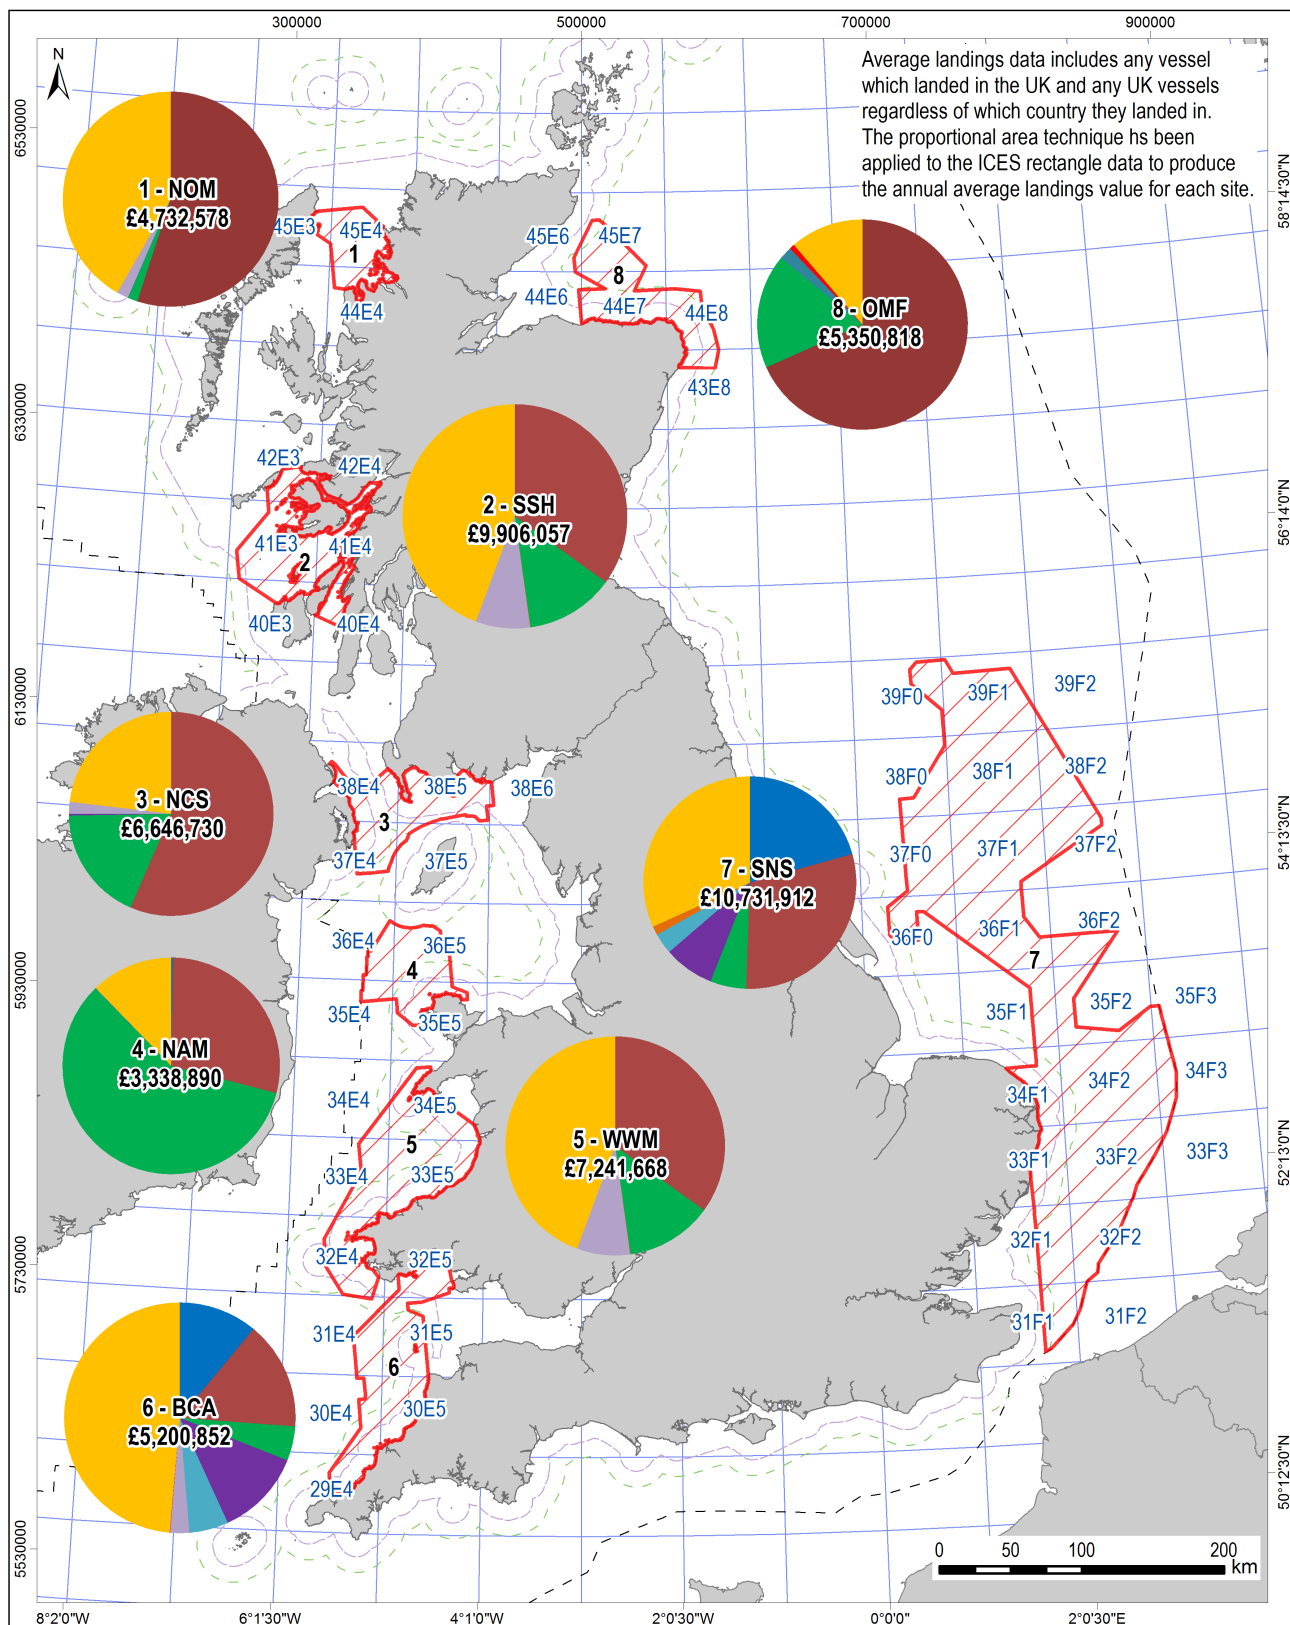 300000 500000 700000 900000
N
Average landings data includes any vessel
which landed in the UK and any UK vessels
regardless of which country they landed in.
The proportional area technique hs been
applied to the ICES rectangle data to produce
the annual average landings value for each site.
6530000
58°14'30"N
1 - NOM
£4,732,578
45E3 45E4
1
44E4
45E6 45E7
8
44E6 44E7 44E8
43E8
8 - OMF
£5,350,818
6330000
42E3 42E4
41E3 41E4
2
40E3 40E4
2 - SSH
£9,906,057
56°14'0"N
6130000
39F0 39F1 39F2
38F0 38F1 38F2
37F0 37F1 37F2
36F0 36F1 36F2
7
35F1 35F2 35F3
34F1 34F2 34F3
33F1 33F2 33F3
32F1 32F2
31F1 31F2
3 - NCS
£6,646,730
38E4 38E5 38E6
3
37E4 37E5
54°13'30"N
7 - SNS
£10,731,912
5930000
36E4 36E5
4
35E4 35E5
4 - NAM
£3,338,890
34E4 34E5
5
33E4 33E5
5 - WWM
£7,241,668
52°13'0"N
5730000
32E4 32E5
31E4 31E5
6
30E4 30E5
29E4
6 - BCA
£5,200,852
50°12'30"N
5530000
0 50 100 200
km
8°2'0"W 6°1'30"W 4°1'0"W 2°0'30"W 0°0'0" 2°0'30"E